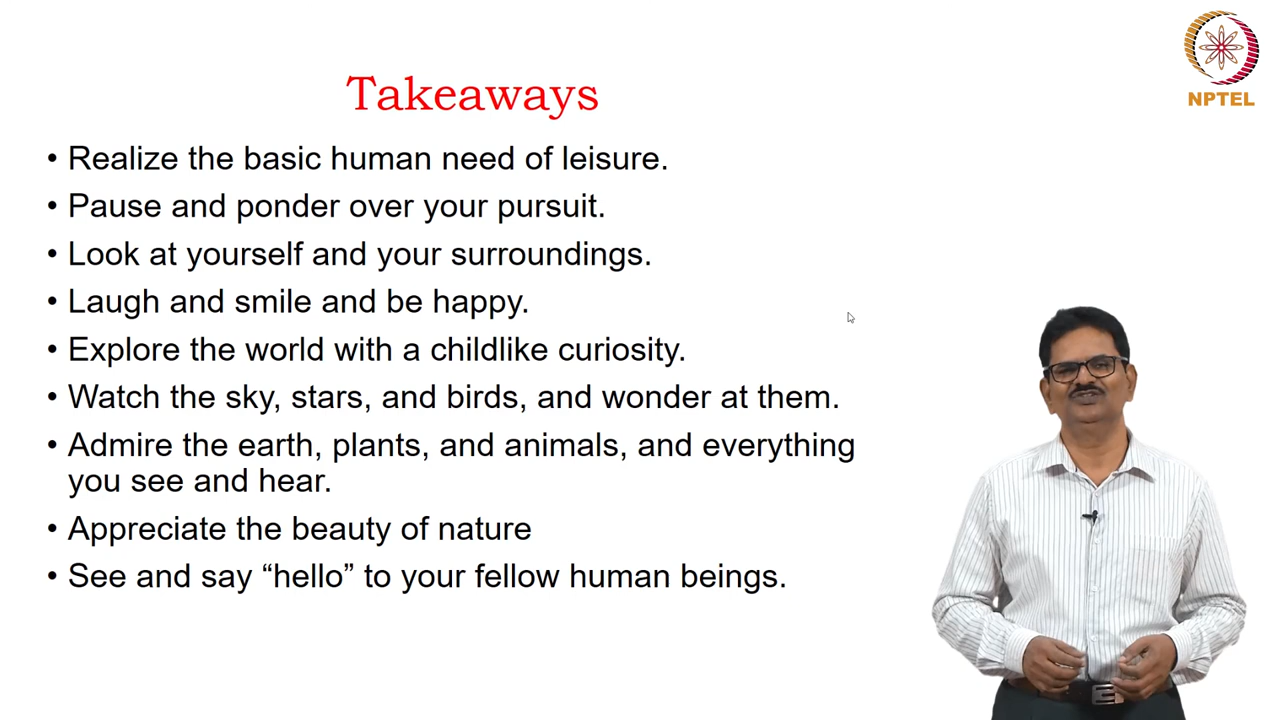 NPTEL
Takeaways
• Realize the basic human need of leisure.
• Pause and ponder over your pursuit.
• Look at yourself and your surroundings.
• Laugh and smile and be happy.
• Explore the world with a childlike curiosity.
• Watch the sky, stars, and birds, and wonder at them.
• Admire the earth, plants, and animals, and everything
you see and hear.
• Appreciate the beauty of nature
• See and say “hello” to your fellow human beings.